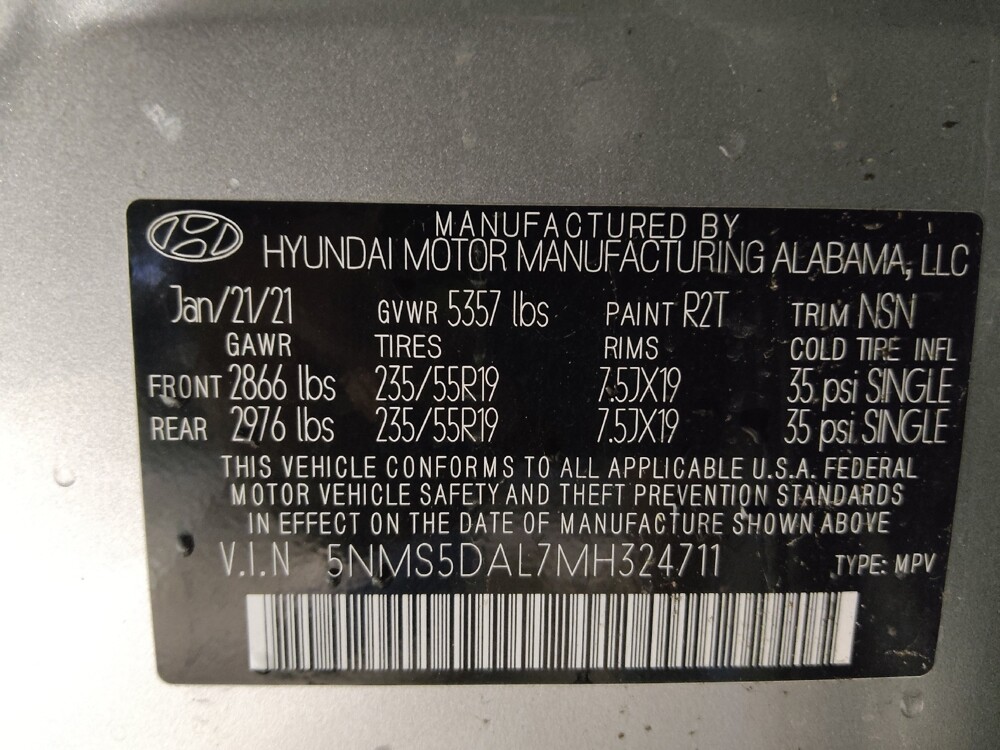 MANUFACTURED BY
HYUNDAI MOTOR MANUFACTURING ALABAMA, LLC
Jan/21/21 GVWR 5357 lbs PAINT R2T TRIM NSN
GAWR TIRES RIMS COLD TIRE INFL
FRONT 2866 lbs 235/55R19 7.5JX19 35 psi SINGLE
REAR 2976 lbs 235/55R19 7.5JX19 35 psi SINGLE
THIS VEHICLE CONFORMS TO ALL APPLICABLE U.S.A. FEDERAL
MOTOR VEHICLE SAFETY AND THEFT PREVENTION STANDARDS
IN EFFECT ON THE DATE OF MANUFACTURE SHOWN ABOVE
V.I.N 5NMS5DAL7MH324711 TYPE: MPV